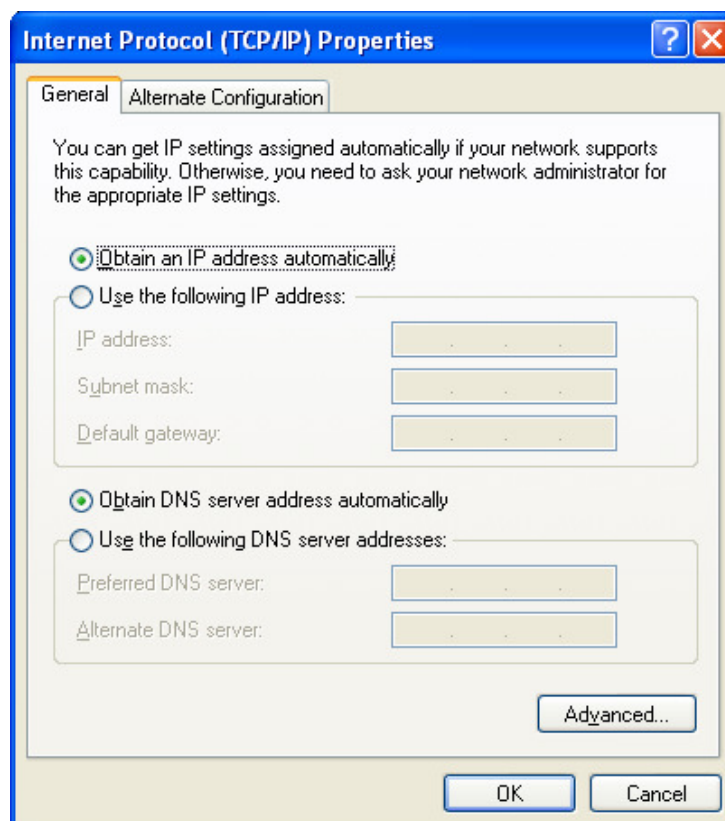 Internet Protocol (TCP/IP) Properties
General
Alternate Configuration
You can get IP settings assigned automatically if your network supports
this capability. Otherwise, you need to ask your network administrator for
the appropriate IP settings.
Obtain an IP address automatically
Use the following IP address:
IP address:
Subnet mask:
Default gateway:
Obtain DNS server address automatically
Use the following DNS server addresses:
Preferred DNS server:
Alternate DNS server:
Advanced...
OK
Cancel